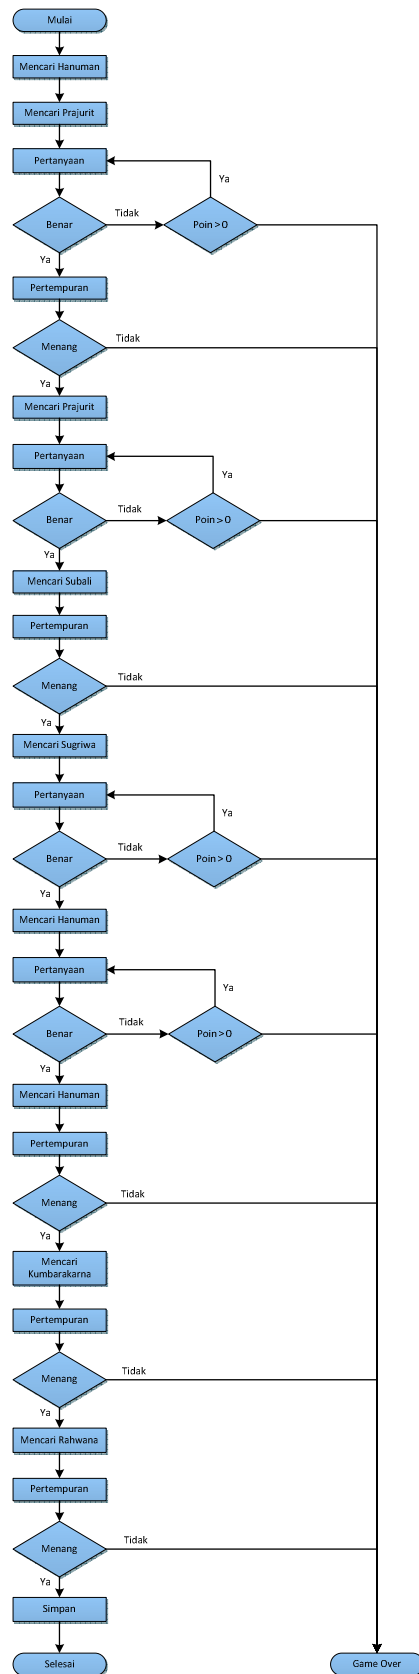 Mulai
Mencari Hanuman
Mencari Prajurit
Pertanyaan
Ya
Benar
Tidak
Poin > 0
Ya
Pertempuran
Menang
Tidak
Ya
Mencari Prajurit
Pertanyaan
Ya
Benar
Tidak
Poin > 0
Ya
Mencari Subali
Pertempuran
Menang
Tidak
Ya
Mencari Sugriwa
Pertanyaan
Ya
Benar
Tidak
Poin > 0
Ya
Mencari Hanuman
Pertanyaan
Ya
Benar
Tidak
Poin > 0
Ya
Mencari Hanuman
Pertempuran
Menang
Tidak
Ya
Mencari
Kumbarakarna
Pertempuran
Menang
Tidak
Ya
Mencari Rahwana
Pertempuran
Menang
Tidak
Ya
Simpan
Selesai
Game Over